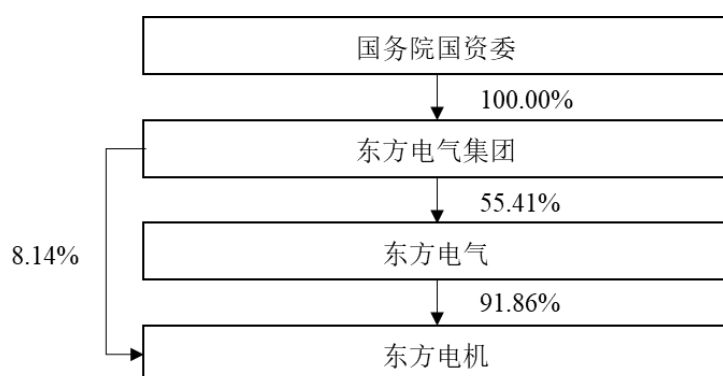 国务院国资委
100.00%
东方电气集团
55.41%
8.14%
东方电气
91.86%
东方电机